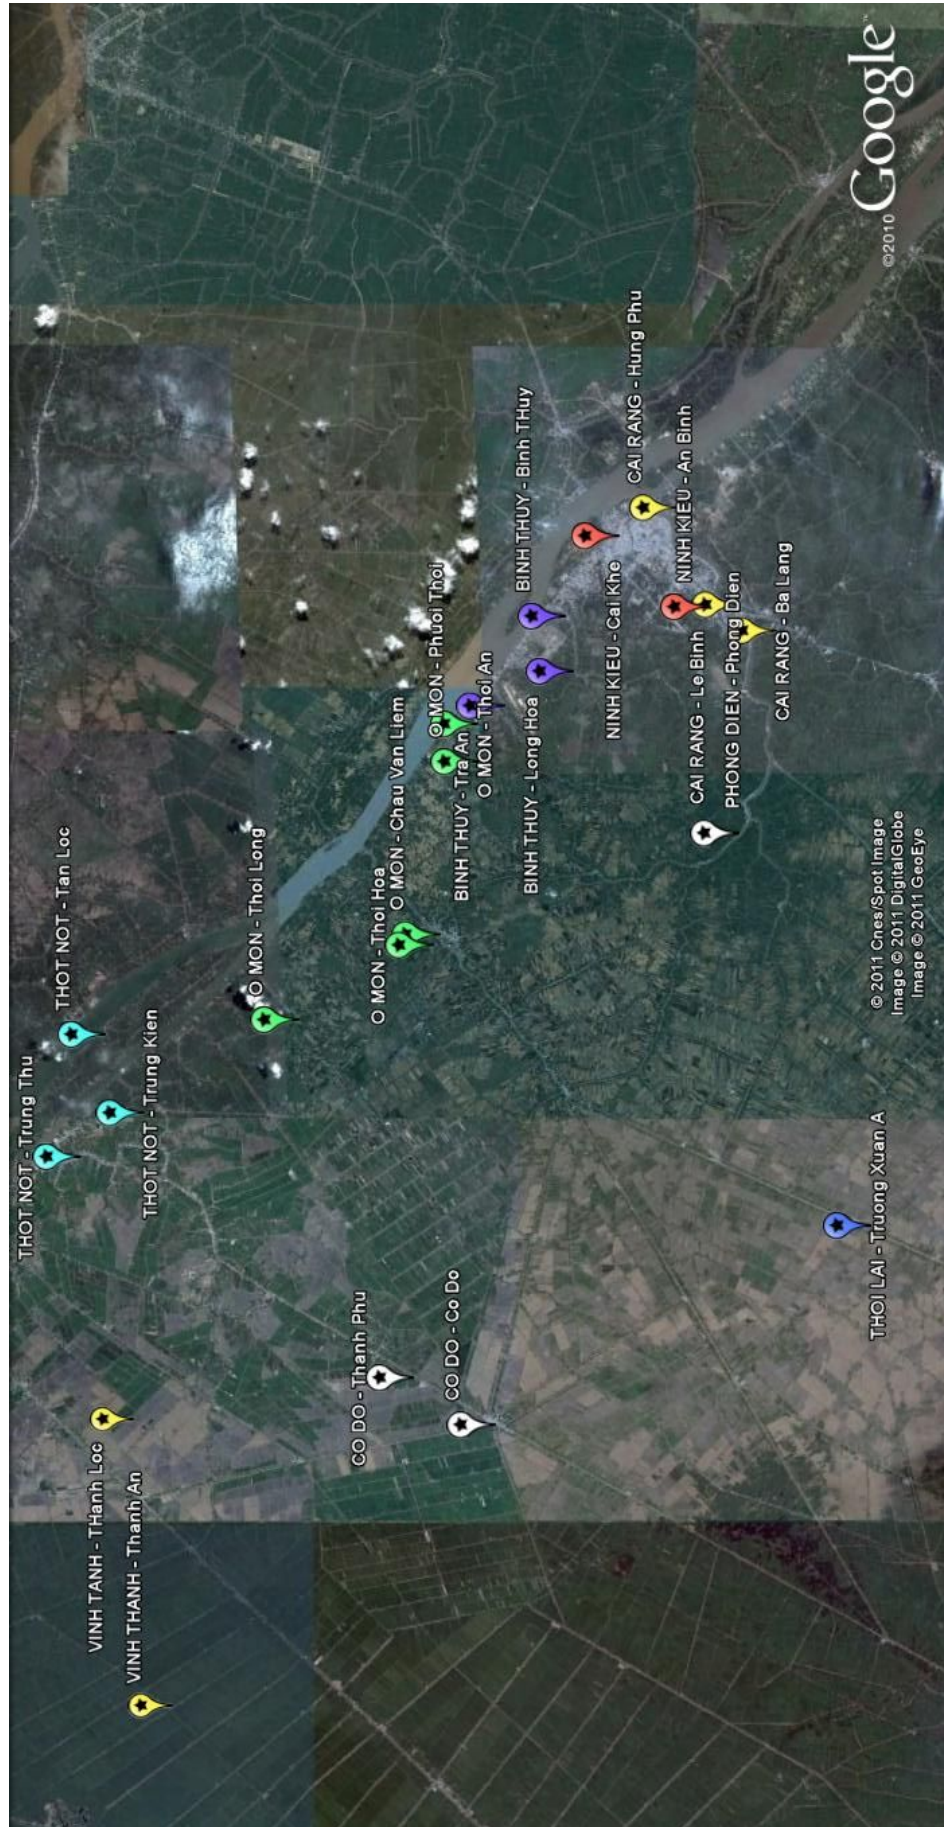 VINH TANH - THanh Loc
VINH THANH - Thanh An
THOT NOT - Trung Thu
THOT NOT - Tan Loc
THOT NOT - Trung Kien
O MON - Thoi Long
CO DO - Thanh Phu
CO DO - Co Do
O MON - Thoi Hoa
O MON - Chau Van Liem
O MON - Phuoi Thoi
BINH THUY - Tra An
O MON - Thoi An
BINH THUY - Binh THuy
BINH THUY - Long Hoa
NINH KIEU - Cai Khe
CAI RANG - Hung Phu
NINH KIEU - An Binh
CAI RANG - Le Binh
PHONG DIEN - Phong Dien
CAI RANG - Ba Lang
THOI LAI - Truong Xuan A
© 2011 Cnes/Spot Image
Image © 2011 DigitalGlobe
Image © 2011 GeoEye
©2010 Google™